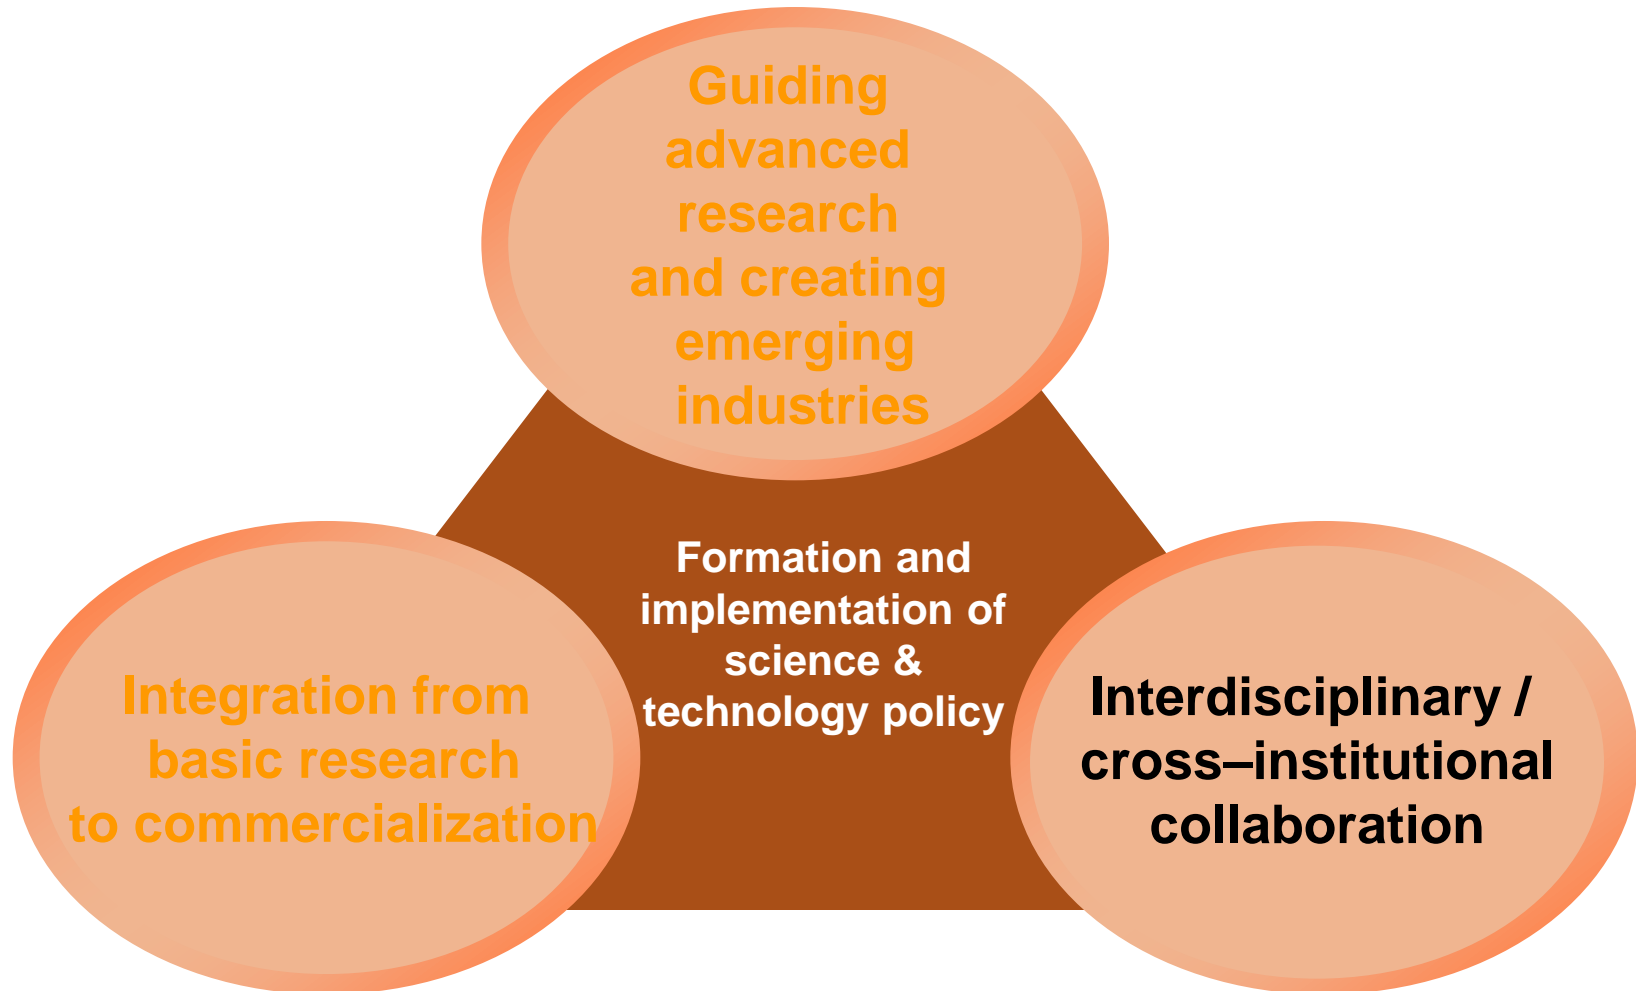 Guiding
advanced
research
and creating
emerging
industries
Formation and
implementation of
science &
technology policy
Integration from
basic research
to commercialization
Interdisciplinary /
cross–institutional
collaboration